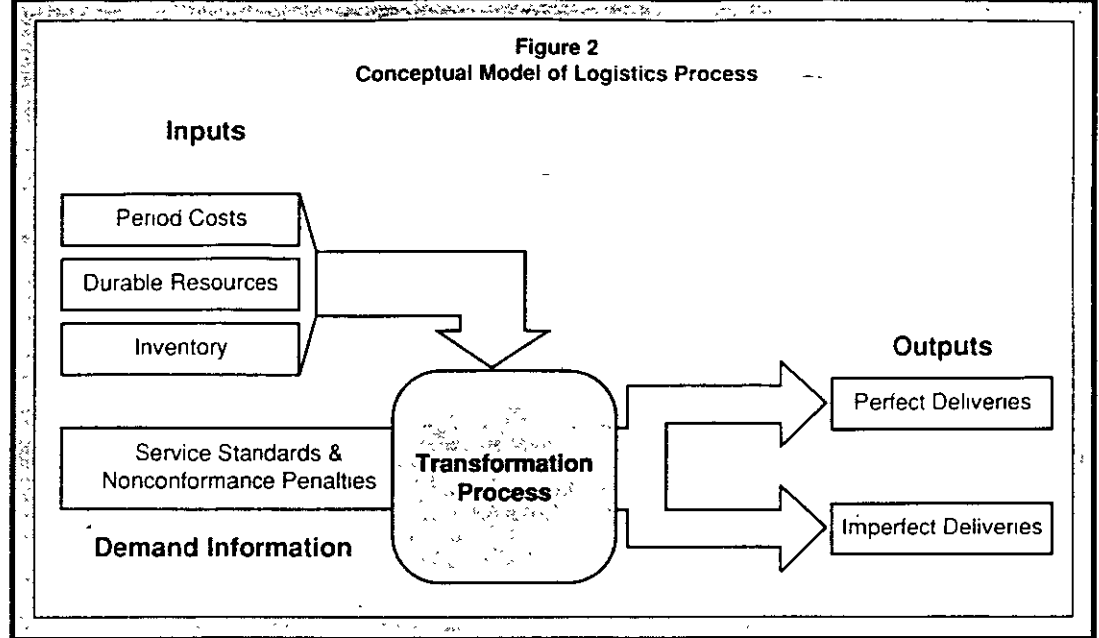 Figure 2
Conceptual Model of Logistics Process
Inputs
Period Costs
Durable Resources
Inventory
Service Standards &
Nonconformance Penalties
Demand Information
Transformation
Process
Outputs
Perfect Deliveries
Imperfect Deliveries